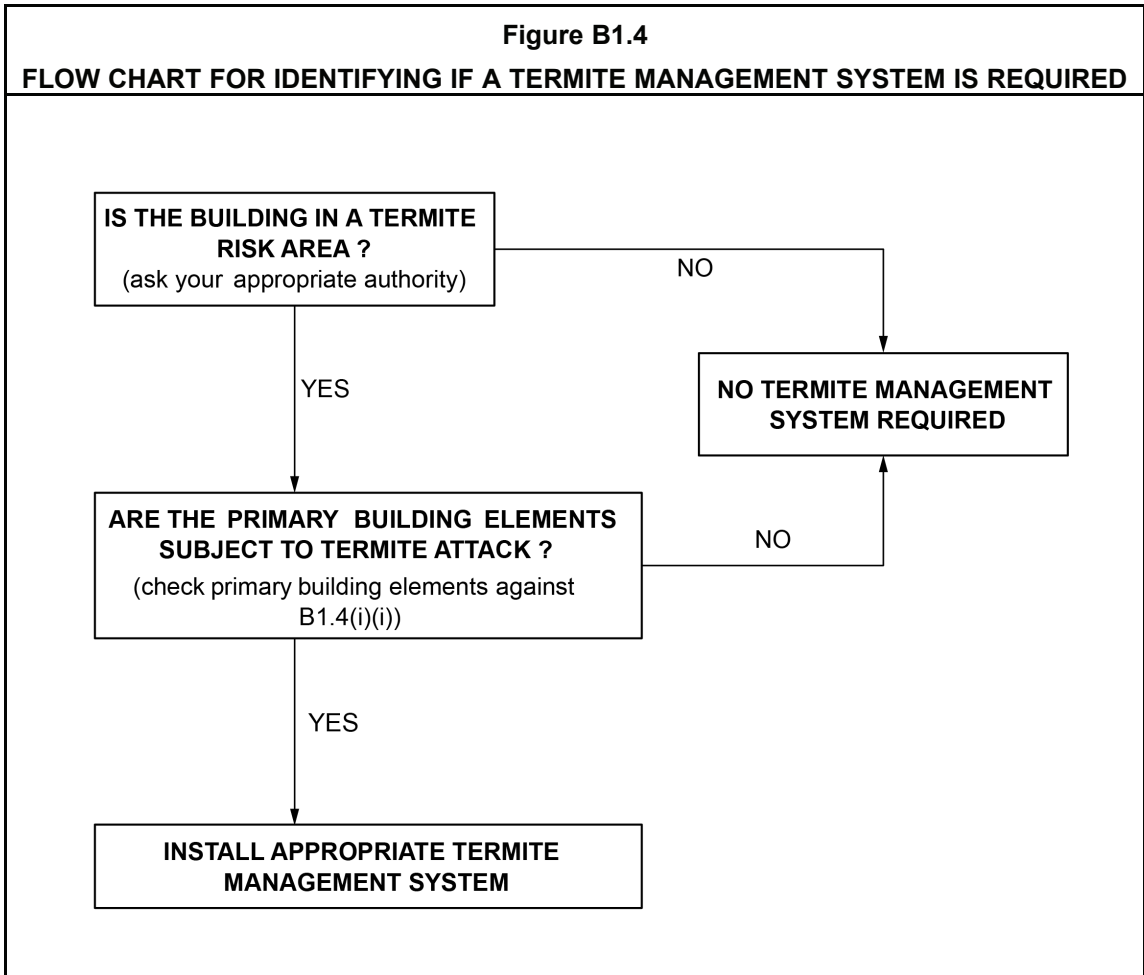 Figure B1.4
FLOW CHART FOR IDENTIFYING IF A TERMITE MANAGEMENT SYSTEM IS REQUIRED
IS THE BUILDING IN A TERMITE
RISK AREA ?
(ask your appropriate authority)
NO
YES
NO TERMITE MANAGEMENT
SYSTEM REQUIRED
ARE THE PRIMARY BUILDING ELEMENTS
SUBJECT TO TERMITE ATTACK ?
(check primary building elements against
B1.4(i)(i))
NO
YES
INSTALL APPROPRIATE TERMITE
MANAGEMENT SYSTEM